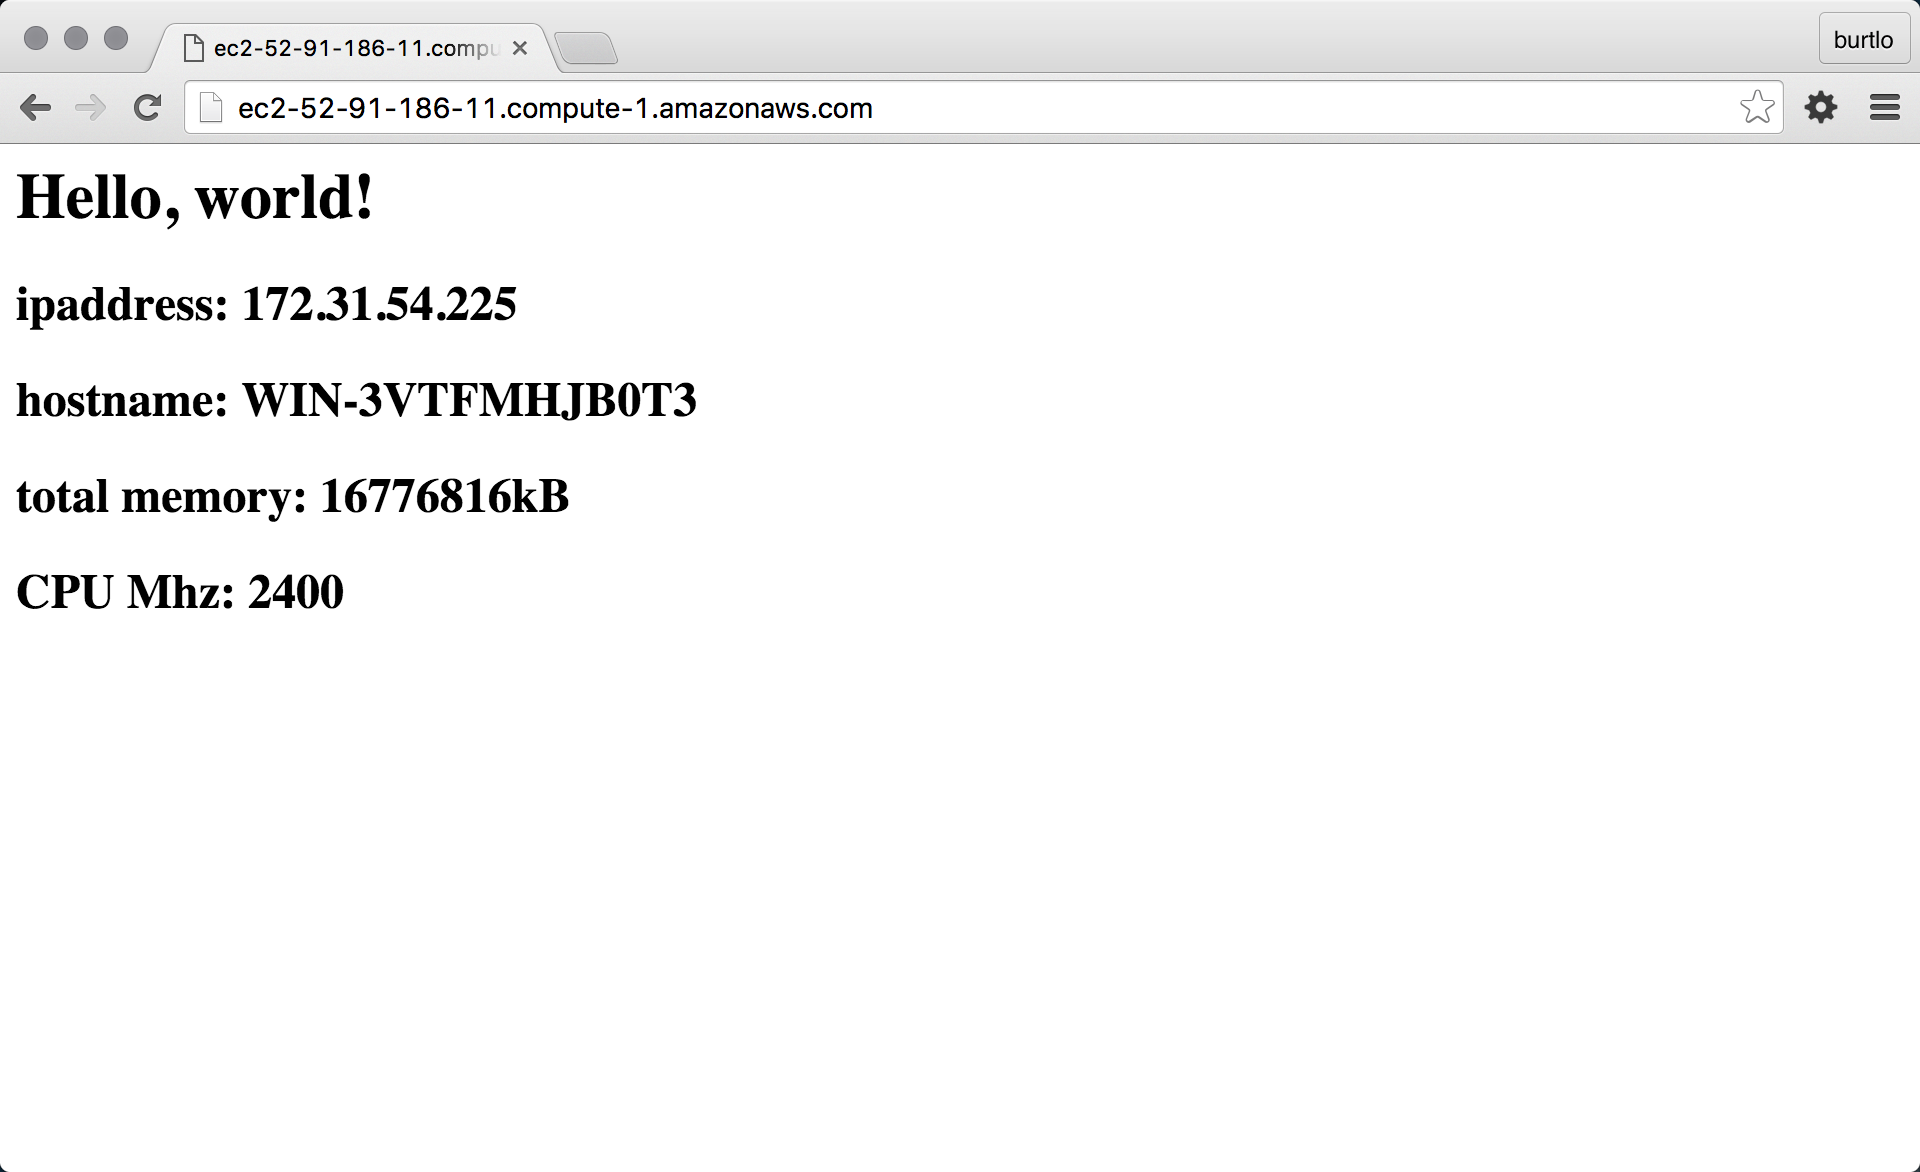 ec2-52-91-186-11.compu
burtlo
ec2-52-91-186-11.compute-1.amazonaws.com
Hello, world!
ipaddress: 172.31.54.225
hostname: WIN-3VTFMHJB0T3
total memory: 16776816kB
CPU Mhz: 2400